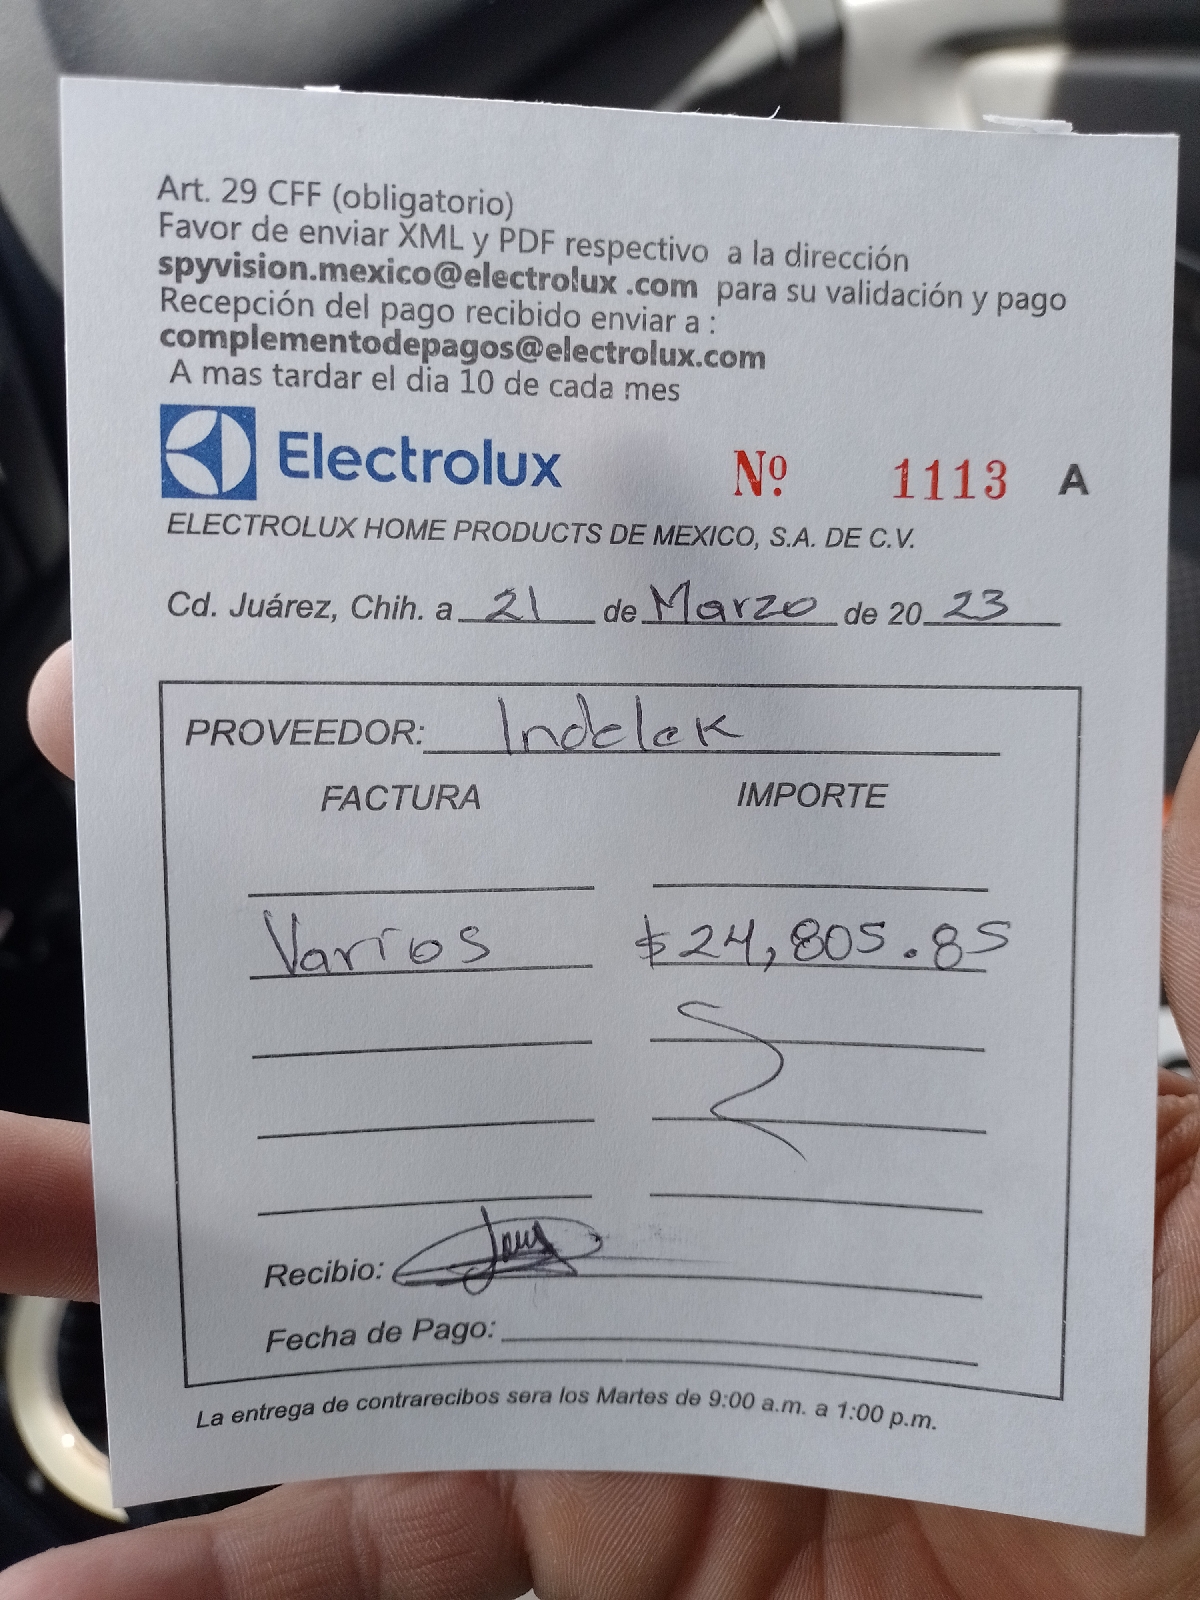 Art. 29 CFF (obligatorio)
Favor de enviar XML y PDF respectivo a la dirección
spyvision.mexico@electrolux .com para su validación y pago
Recepción del pago recibido enviar a :
complementodepagos@electrolux.com
A mas tardar el dia 10 de cada mes
Electrolux Nº 1113 A
ELECTROLUX HOME PRODUCTS DE MEXICO, S.A. DE C.V.
Cd. Juárez, Chih. a 21 de Marzo de 20 23
PROVEEDOR: Indelek
FACTURA IMPORTE
Varios $24,805.85
Recibio:
Fecha de Pago:
La entrega de contrarecibos sera los Martes de 9:00 a.m. a 1:00 p.m.